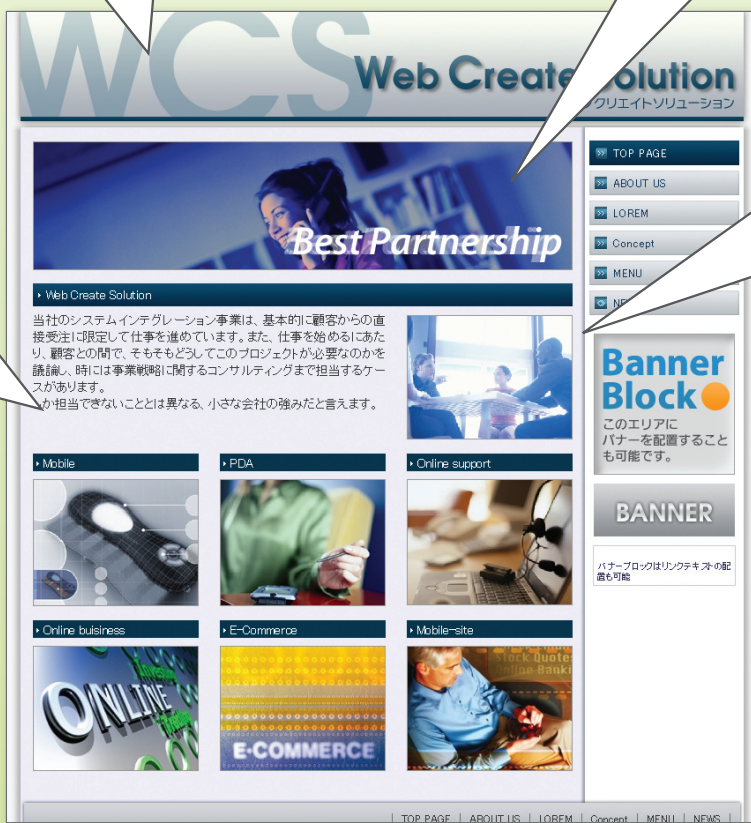 WCS
Web Create Solution
クリエイトソリューション
Best Partnership
Web Create Solution
当社のシステムインテグレーション事業は、基本的に顧客からの直
接受注に限定して仕事を進めています。また、仕事を始めるにあた
り、顧客との間で、そもそもどうしてこのプロジェクトが必要なのかを
議論し、時には事業戦略に関するコンサルティングまで担当するケー
スがあります。
か担当できないこととは異なる、小さな会社の強みだと言えます。
Mobile
PDA
Online support
Online buisiness
E-Commerce
Mobile-site
ONLINE
Investing
E-COMMERCE
Stock Quotes
Online Banki
TOP PAGE
ABOUT US
LOREM
Concept
MENU
NE
Banner
Block
このエリアに
バナーを配置すること
も可能です。
BANNER
バナーブロックはリンクテキストの配
置も可能
| TOP PAGE | ABOUT US | LOREM | Concept | MENU | NEWS |